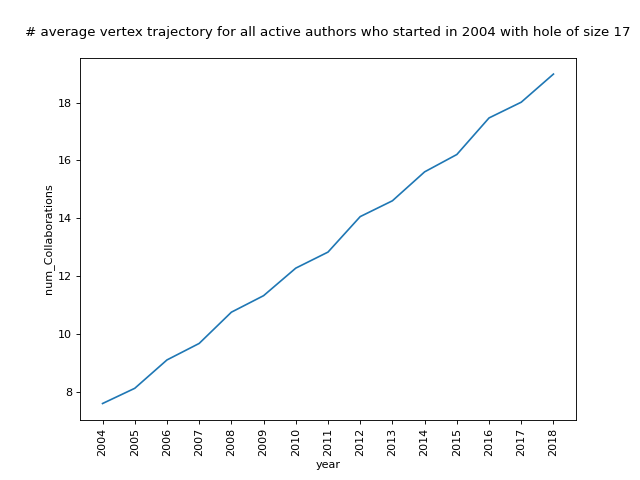 # average vertex trajectory for all active authors who started in 2004 with hole of size 17
num_Collaborations
18
16
14
12
10
8
2004 2005 2006 2007 2008 2009 2010 2011 2012 2013 2014 2015 2016 2017 2018
year